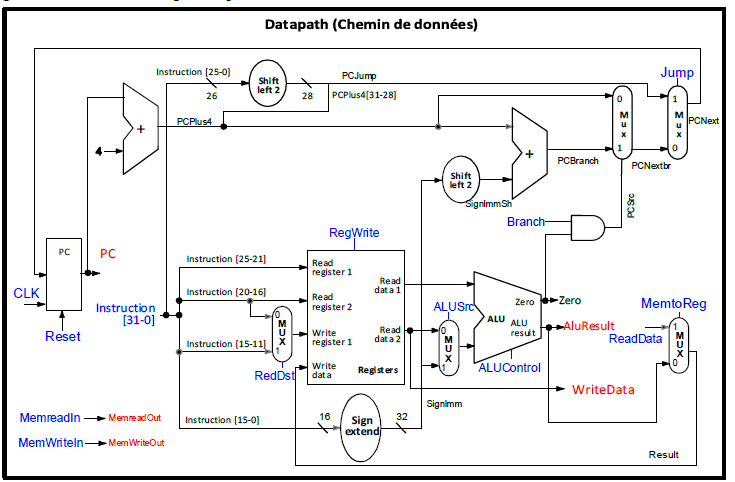 Datapath (Chemin de données)
Instruction [25-0]
26
Shift
left 2
28
PCJump
PCPlus4[31-28]
Jump
+
4
PCPlus4
0
Mux
1
1
Mux
0
PCNext
+
PCBranch
PCNextbr
Shift
left 2
SignImmSh
Branch
PCSrc
PC
PC
CLK
Reset
Instruction
[31-0]
RegWrite
Instruction [25-21]
Instruction [20-16]
Instruction [15-11]
0
MUX
1
RedDst
Read
register 1
Read
register 2
Write
register 1
Write
data
Read
data 1
Read
data 2
Registers
ALUSrc
0
MUX
1
Zero
ALU
ALU
result
Zero
AluResult
ALUControl
WriteData
MemtoReg
ReadData
1
MUX
0
Instruction [15-0]
16
Sign
extend
32
SignImm
Result
MemreadIn
MemreadOut
MemWriteIn
MemWriteOut